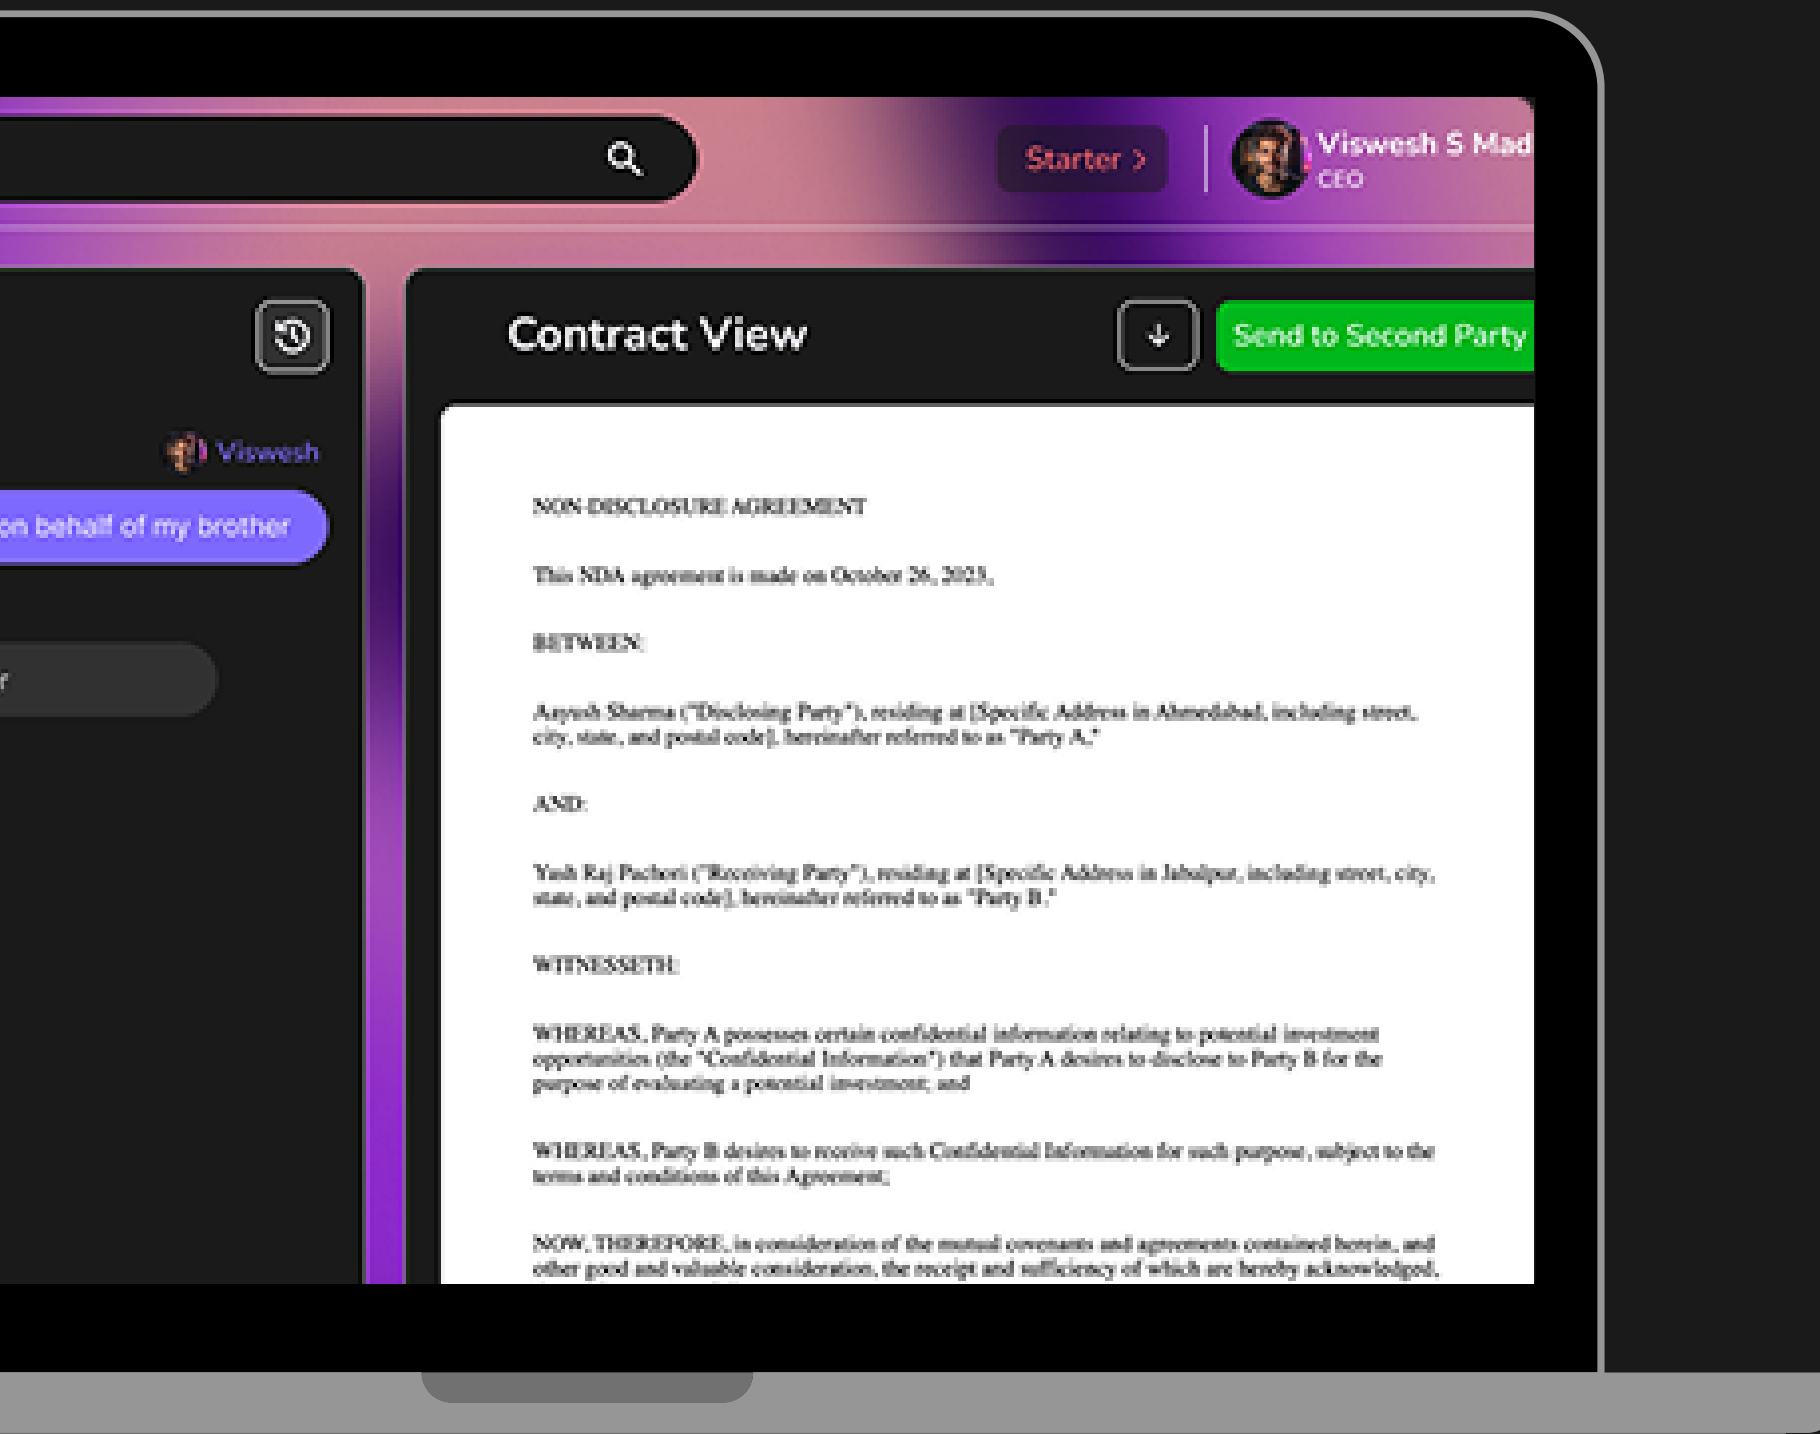 Starter >
Viswesh S Mad
CEO
Contract View
Send to Second Party
Viswesh
on behalf of my brother
r
NON-DISCLOSURE AGREEMENT
This NDA agreement is made on October 26, 2023,
BETWEEN:
Aayush Sharma ("Disclosing Party"), residing at [Specific Address in Ahmedabad, including street,
city, state, and postal code], hereinafter referred to as "Party A,"
AND:
Yash Raj Pachori ("Receiving Party"), residing at [Specific Address in Jabalpur, including street, city,
state, and postal code], hereinafter referred to as "Party B."
WITNESSETH:
WHEREAS, Party A possesses certain confidential information relating to potential investment
opportunities (the "Confidential Information") that Party A desires to disclose to Party B for the
purpose of evaluating a potential investment; and
WHEREAS, Party B desires to receive such Confidential Information for such purpose, subject to the
terms and conditions of this Agreement;
NOW, THEREFORE, in consideration of the mutual covenants and agreements contained herein, and
other good and valuable consideration, the receipt and sufficiency of which are hereby acknowledged,